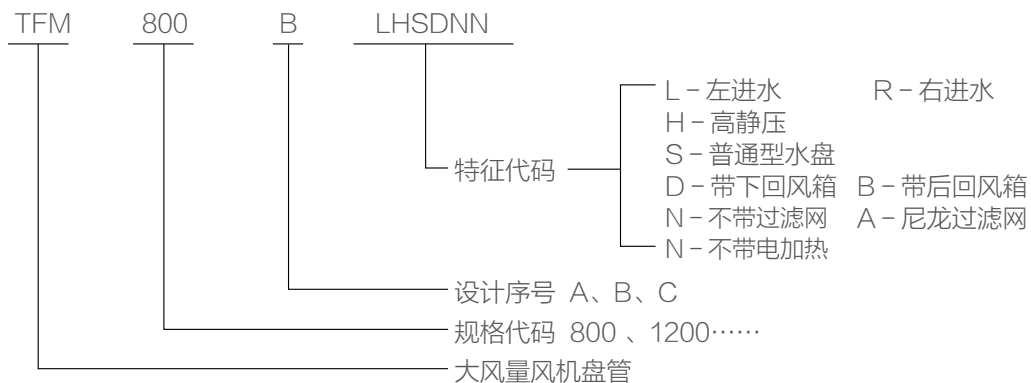 TFM 800 B LHSDNN
L－左进水 R－右进水
H－高静压
S－普通型水盘
特征代码
D－带下回风箱 B－带后回风箱
N－不带过滤网 A－尼龙过滤网
N－不带电加热
设计序号 A、B、C
规格代码 800 、1200……
大风量风机盘管